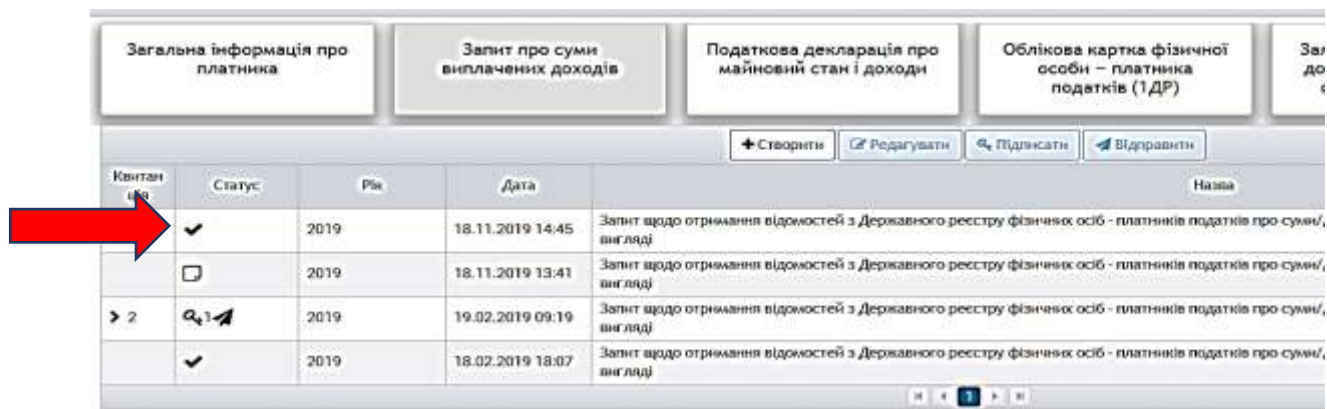 Загальна інформація про
платника
Запит про суми
виплачених доходів
Податкова декларація про
майновий стан і доходи
Облікова картка фізичної
особи – платника
податків (1ДР)
Створити Редагувати Підписати Відправити
Квитан
ція
Статус Рік Дата Назва
2019 18.11.2019 14:45 Запит щодо отримання відомостей з Державного реєстру фізичних осіб - платників податків про суми/
вигляді
2019 18.11.2019 13:41 Запит щодо отримання відомостей з Державного реєстру фізичних осіб - платників податків про суми/
вигляді
2 1 2019 19.02.2019 09:19 Запит щодо отримання відомостей з Державного реєстру фізичних осіб - платників податків про суми/
вигляді
2019 18.02.2019 18:07 Запит щодо отримання відомостей з Державного реєстру фізичних осіб - платників податків про суми/
вигляді
1